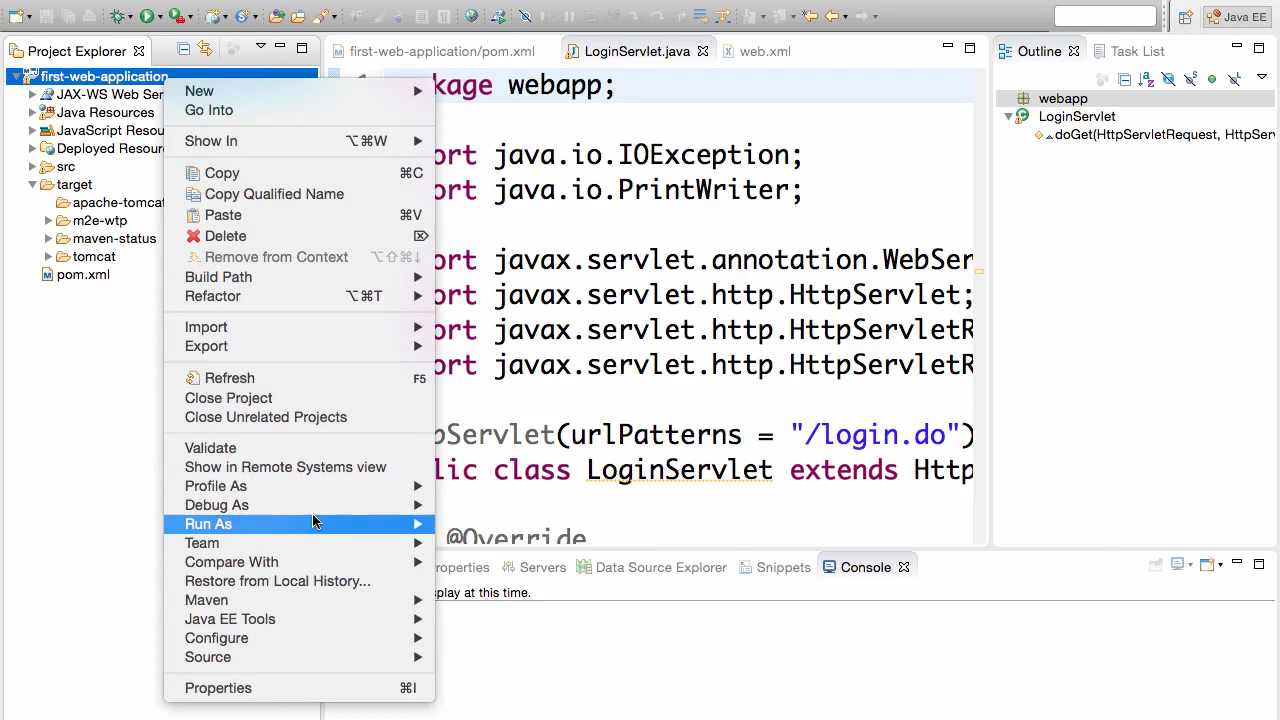 Java EE
Project Explorer
first-web-application/pom.xml
LoginServlet.java
web.xml
Outline
Task List
first-web-application
JAX-WS Web Ser
Java Resources
JavaScript Resou
Deployed Resour
src
target
apache-tomcat
m2e-wtp
maven-status
tomcat
pom.xml
New
Go Into
Show In ⌥⌘W
Copy ⌘C
Copy Qualified Name
Paste ⌘V
Delete ⌦
Remove from Context ⌥⇧⌘↓
Build Path
Refactor ⌥⌘T
Import
Export
Refresh F5
Close Project
Close Unrelated Projects
Validate
Show in Remote Systems view
Profile As
Debug As
Run As
Team
Compare With
Restore from Local History...
Maven
Java EE Tools
Configure
Source
Properties ⌘I
kage webapp;
ort java.io.IOException;
ort java.io.PrintWriter;
ort javax.servlet.annotation.WebSer
ort javax.servlet.http.HttpServlet;
ort javax.servlet.http.HttpServletR
ort javax.servlet.http.HttpServletR
pServlet(urlPatterns = "/login.do")
lic class LoginServlet extends Http
@Override
webapp
LoginServlet
doGet(HttpServletRequest, HttpServ
roperties
Servers
Data Source Explorer
Snippets
Console
splay at this time.